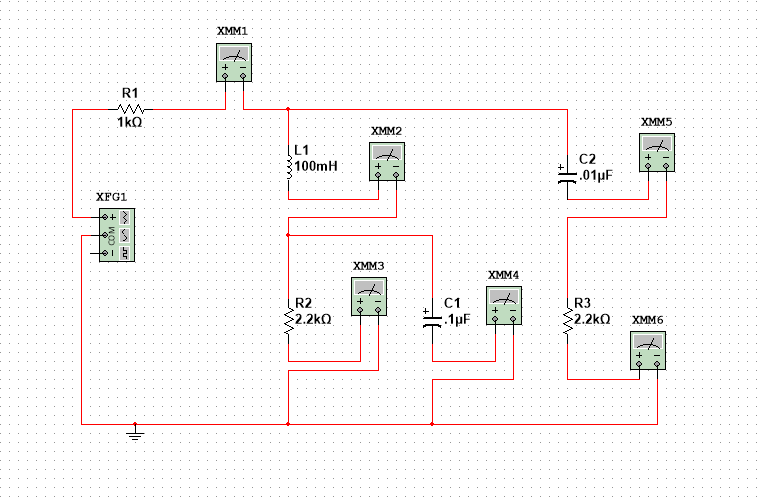 XMM1
R1
1kΩ
XMM5
XMM2
L1
100mH
C2
.01µF
XFG1
COM
XMM3
XMM4
R2
2.2kΩ
C1
.1µF
R3
2.2kΩ
XMM6